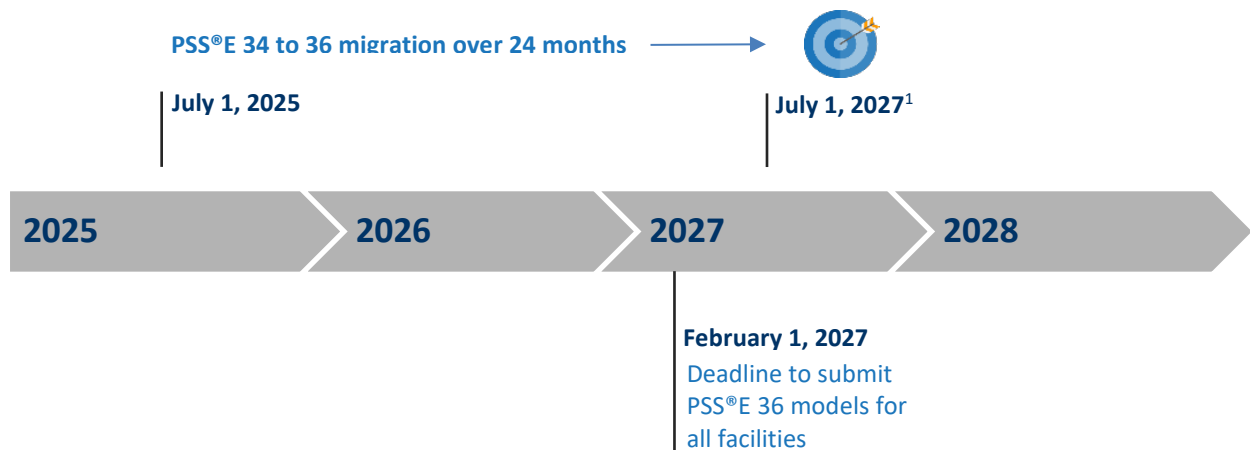 PSS®E 34 to 36 migration over 24 months
July 1, 2025
July 1, 2027¹
2025
2026
2027
2028
February 1, 2027
Deadline to submit
PSS®E 36 models for
all facilities